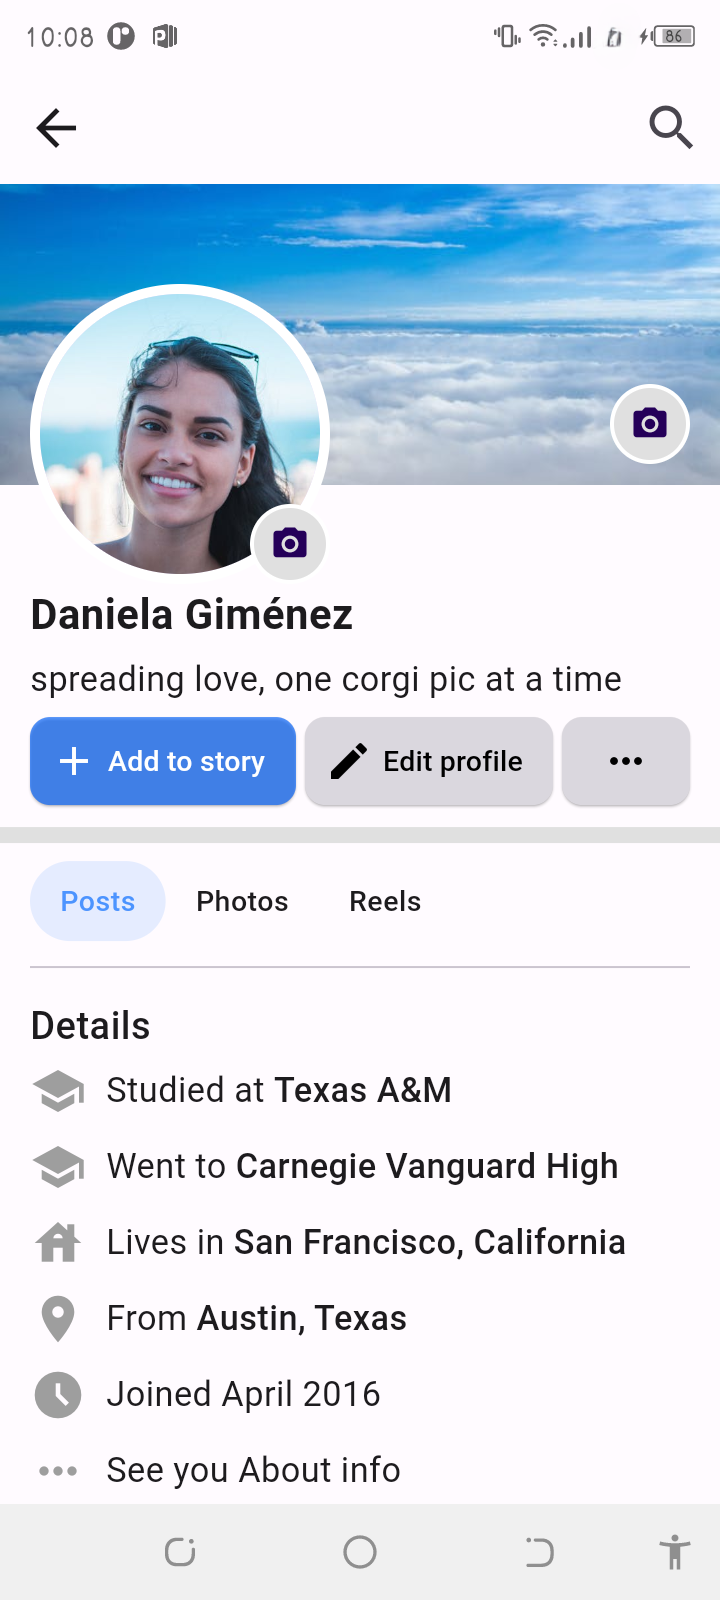 10:08
86
Daniela Giménez
spreading love, one corgi pic at a time
Add to story
Edit profile
Posts
Photos
Reels
Details
Studied at Texas A&M
Went to Carnegie Vanguard High
Lives in San Francisco, California
From Austin, Texas
Joined April 2016
See you About info